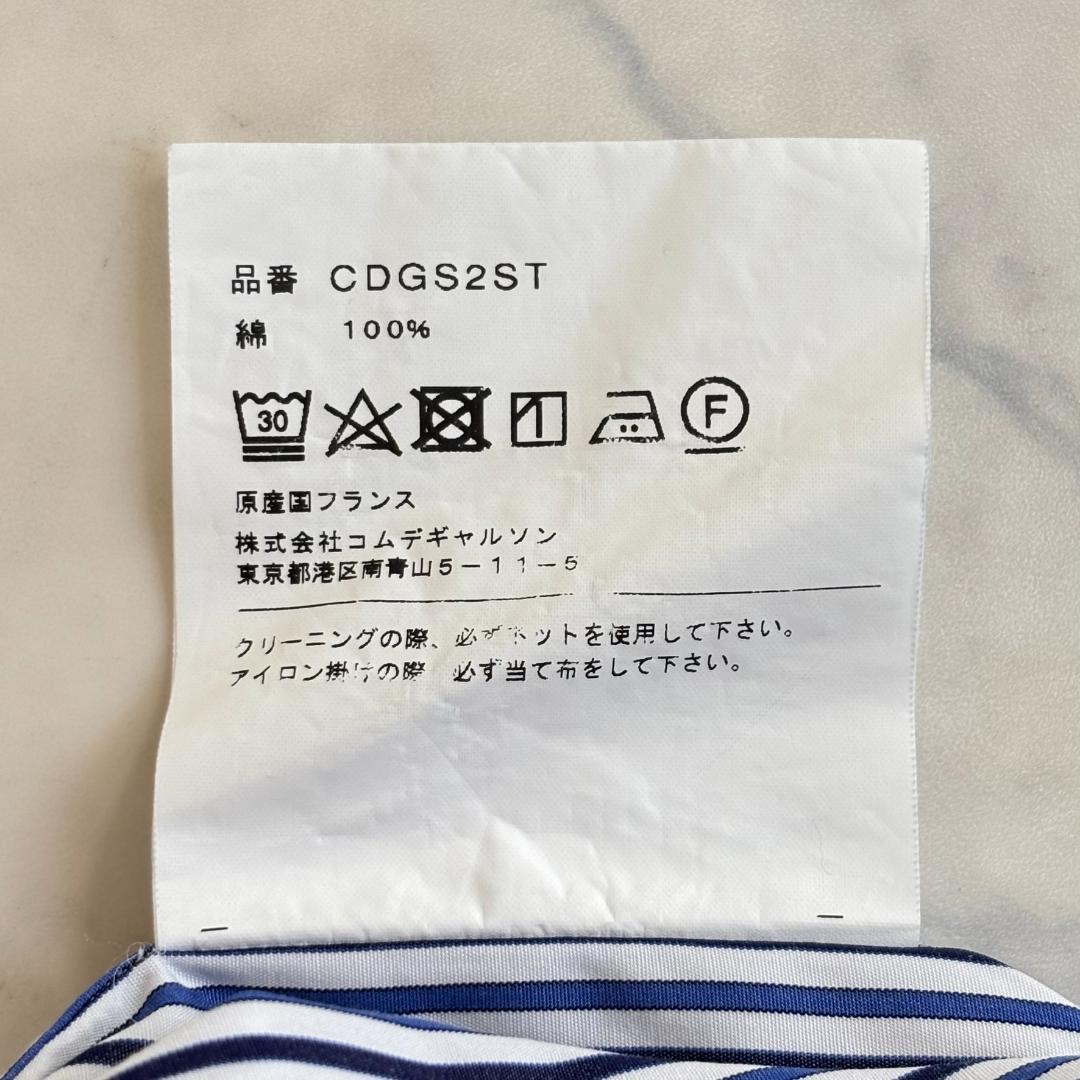 品番 CDGS2ST
綿 100%
30
F
原産国フランス
株式会社コムデギャルソン
東京都港区南青山5-11-5
クリーニングの際、必ずネットを使用して下さい。
アイロン掛けの際 必ず当て布をして下さい。